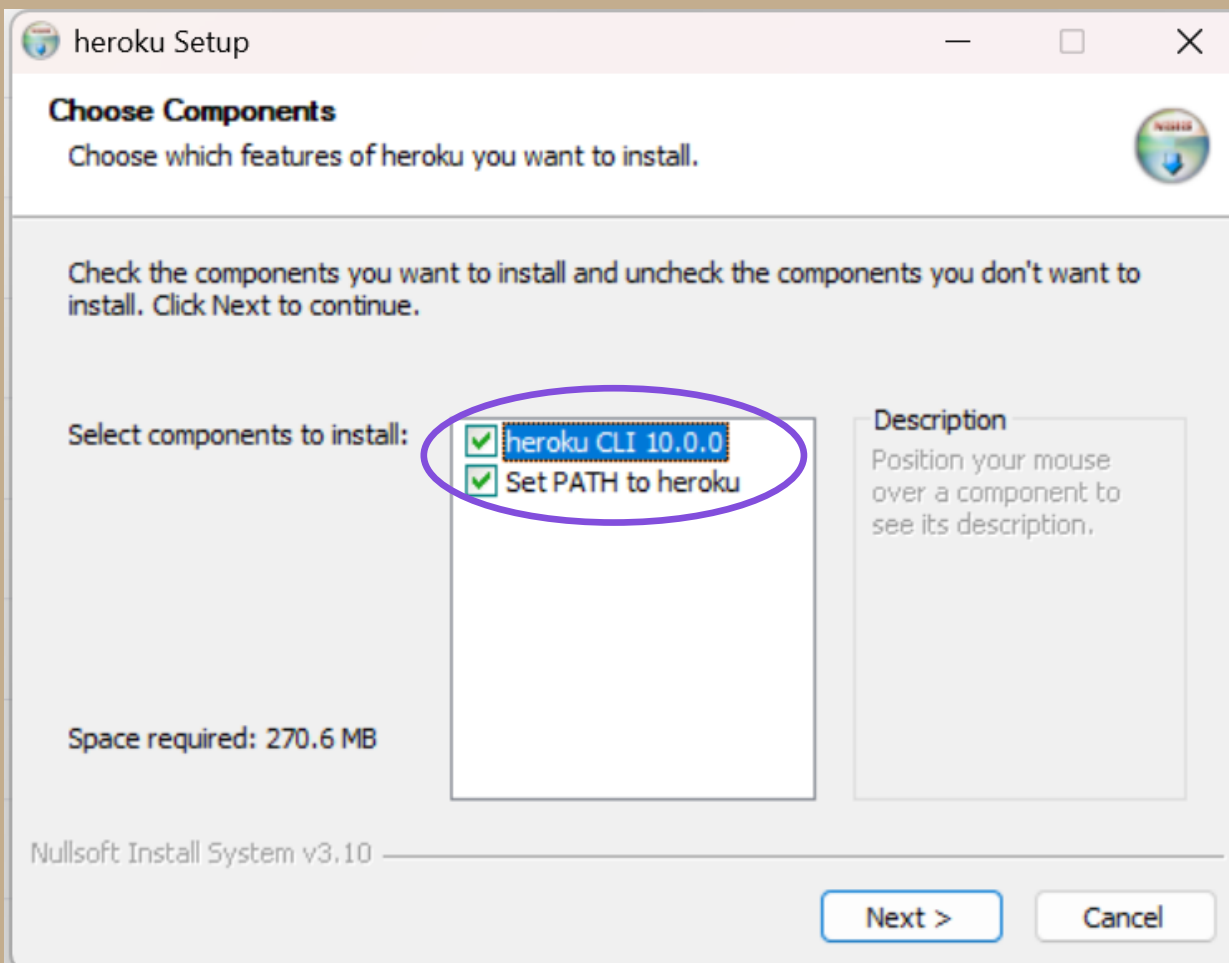 heroku Setup
Choose Components
Choose which features of heroku you want to install.
Check the components you want to install and uncheck the components you don't want to
install. Click Next to continue.
Select components to install:
heroku CLI 10.0.0
Set PATH to heroku
Description
Position your mouse
over a component to
see its description.
Space required: 270.6 MB
Nullsoft Install System v3.10
Next >
Cancel